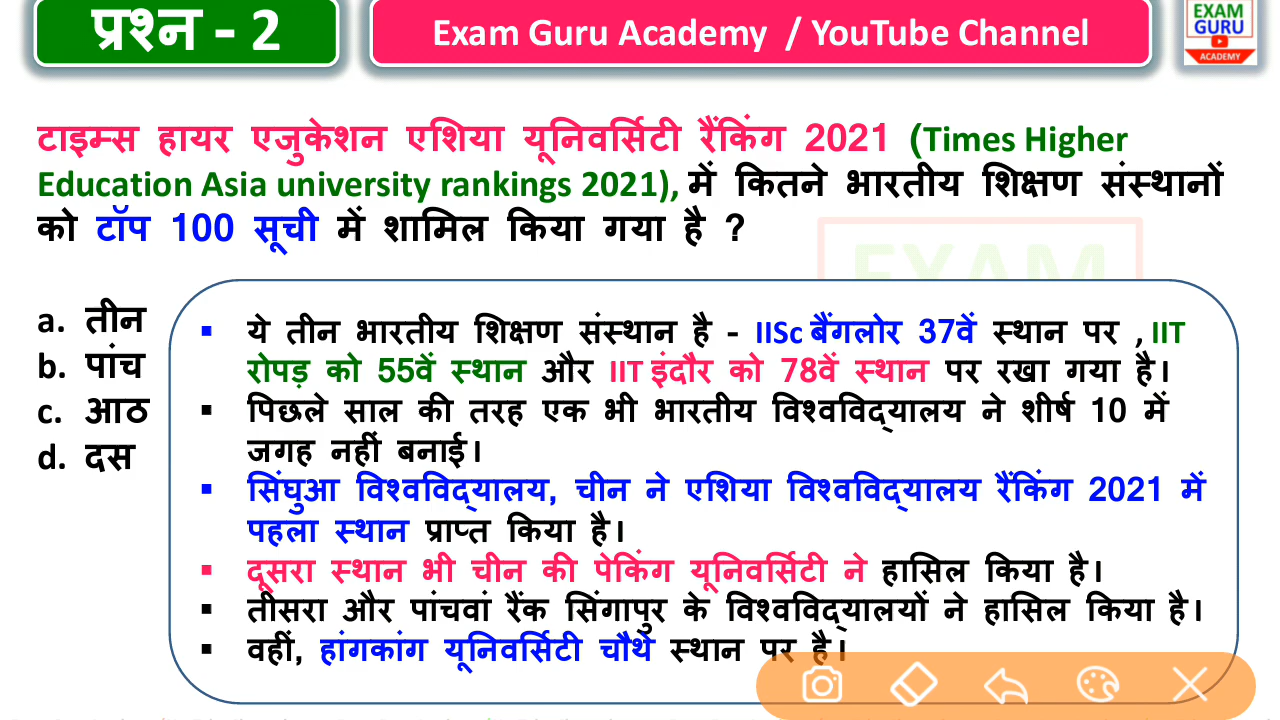 प्रश्न - 2
Exam Guru Academy / YouTube Channel
EXAM
GURU
ACADEMY
टाइम्स हायर एजुकेशन एशिया यूनिवर्सिटी रैंकिंग 2021 (Times Higher
Education Asia university rankings 2021), में कितने भारतीय शिक्षण संस्थानों
को टॉप 100 सूची में शामिल किया गया है ?
EXAM
a. तीन
b. पांच
c. आठ
d. दस
▪ ये तीन भारतीय शिक्षण संस्थान है - IISc बैंगलोर 37वें स्थान पर , IIT
रोपड़ को 55वें स्थान और IIT इंदौर को 78वें स्थान पर रखा गया है।
▪ पिछले साल की तरह एक भी भारतीय विश्वविद्यालय ने शीर्ष 10 में
जगह नहीं बनाई।
▪ सिंघुआ विश्वविद्यालय, चीन ने एशिया विश्वविद्यालय रैंकिंग 2021 में
पहला स्थान प्राप्त किया है।
▪ दूसरा स्थान भी चीन की पेकिंग यूनिवर्सिटी ने हासिल किया है।
▪ तीसरा और पांचवां रैंक सिंगापुर के विश्वविद्यालयों ने हासिल किया है।
▪ वहीं, हांगकांग यूनिवर्सिटी चौथे स्थान पर है।